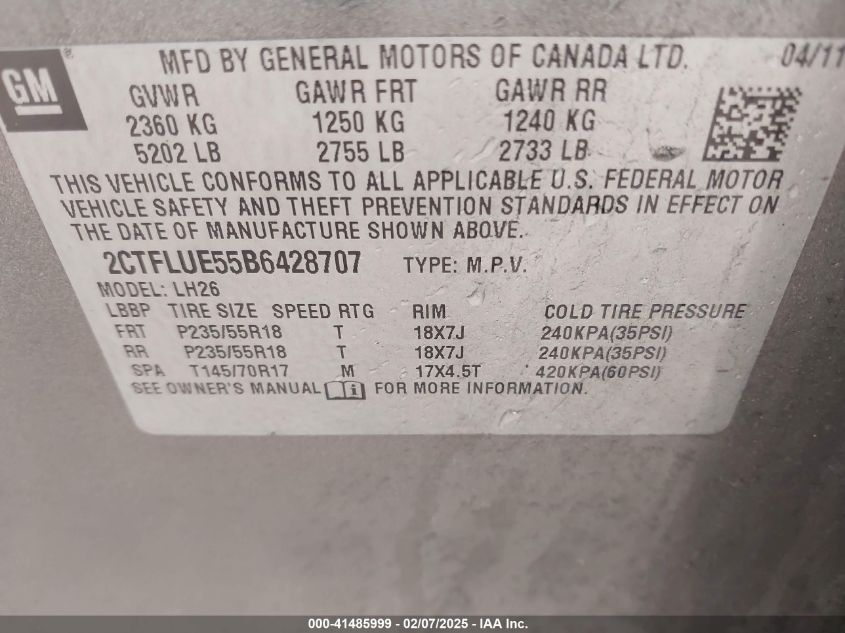 GM ®
MFD BY GENERAL MOTORS OF CANADA LTD. 04/11
GVWR GAWR FRT GAWR RR
2360 KG 1250 KG 1240 KG
5202 LB 2755 LB 2733 LB
THIS VEHICLE CONFORMS TO ALL APPLICABLE U.S. FEDERAL MOTOR
VEHICLE SAFETY AND THEFT PREVENTION STANDARDS IN EFFECT ON
THE DATE OF MANUFACTURE SHOWN ABOVE.
2CTFLUE55B6428707 TYPE: M.P.V.
MODEL: LH26
LBBP TIRE SIZE SPEED RTG RIM COLD TIRE PRESSURE
FRT P235/55R18 T 18X7J 240KPA(35PSI)
RR P235/55R18 T 18X7J 240KPA(35PSI)
SPA T145/70R17 M 17X4.5T 420KPA(60PSI)
SEE OWNER'S MANUAL i FOR MORE INFORMATION.
000-41485999 - 02/07/2025 - IAA Inc.